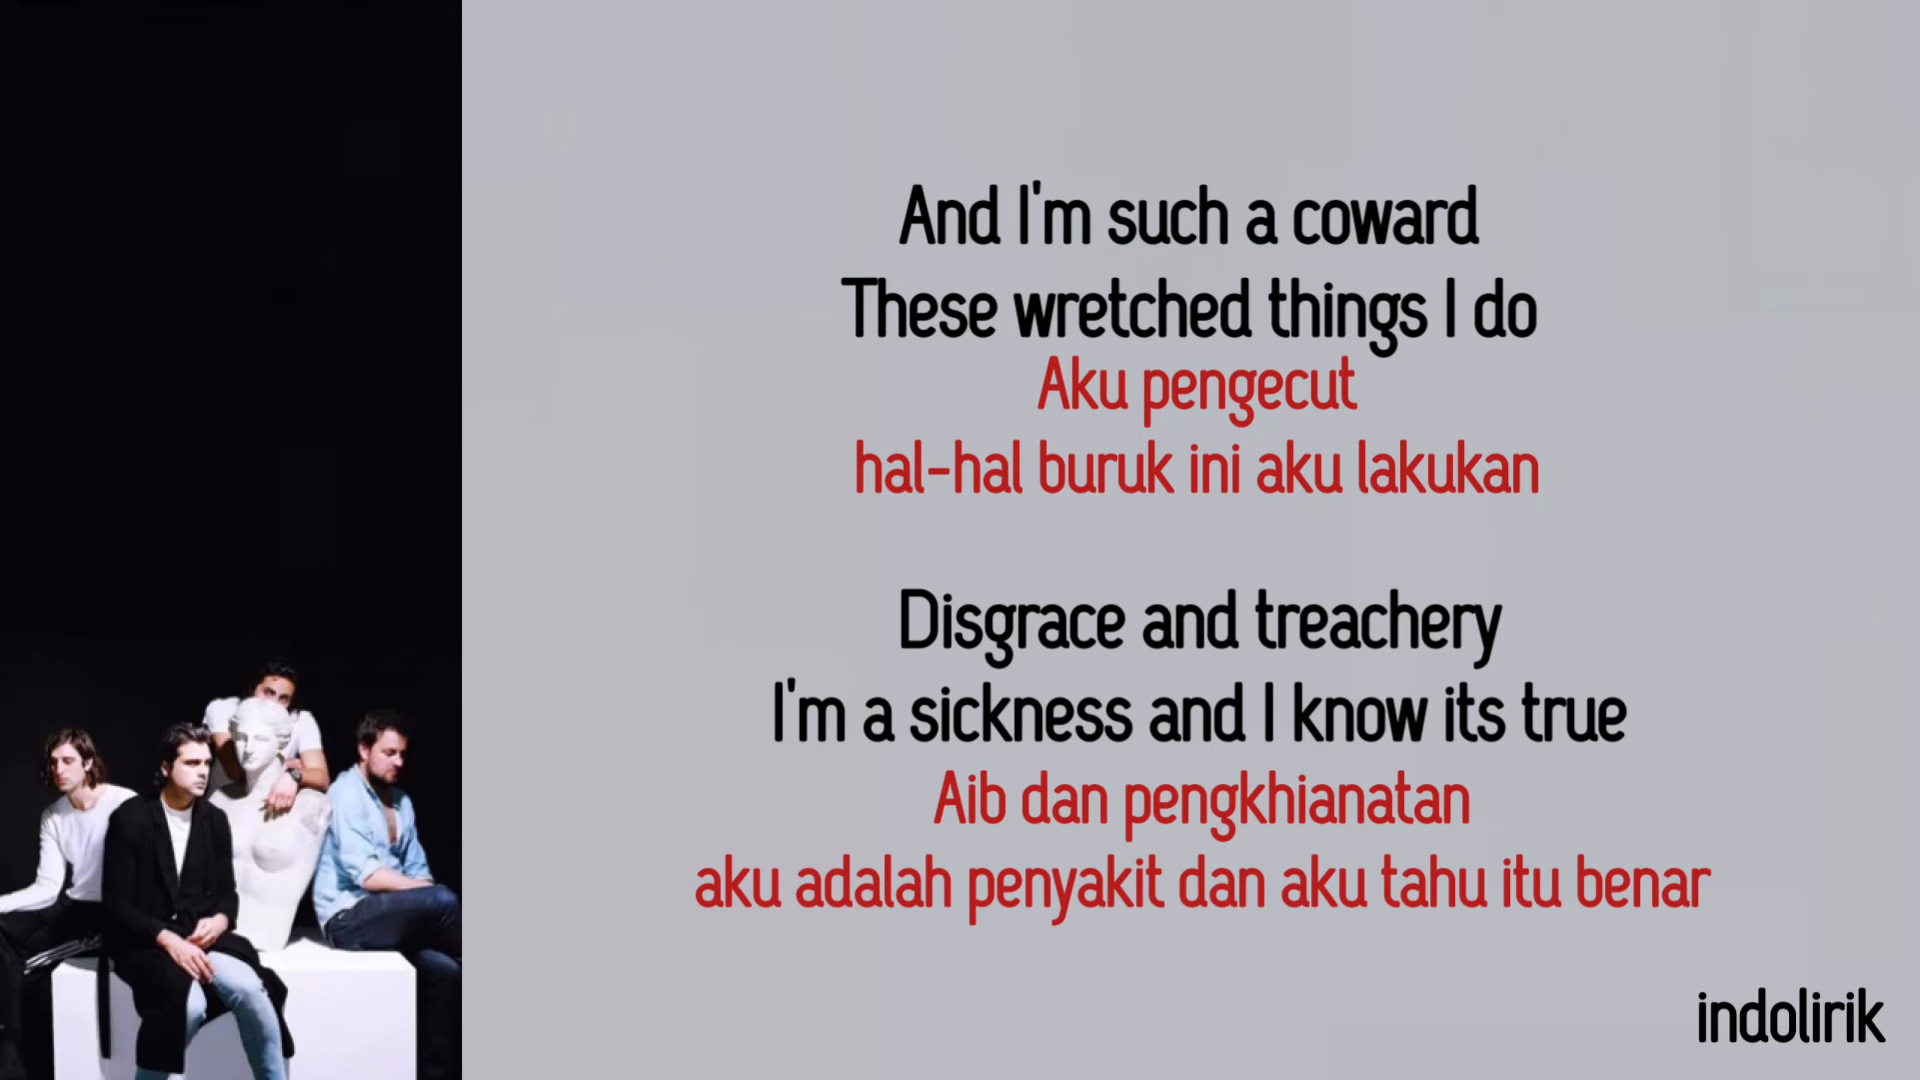 And I'm such a coward
These wretched things I do
Aku pengecut
hal-hal buruk ini aku lakukan
Disgrace and treachery
I'm a sickness and I know its true
Aib dan pengkhianatan
aku adalah penyakit dan aku tahu itu benar
indolirik